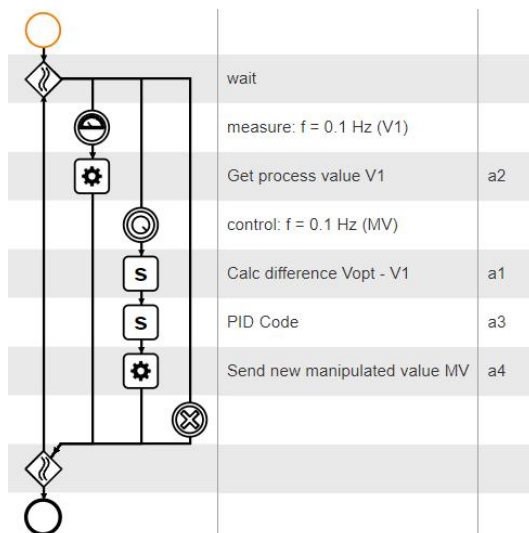 wait
measure: f = 0.1 Hz (V1)
Get process value V1 a2
control: f = 0.1 Hz (MV)
S Calc difference Vopt - V1 a1
S PID Code a3
Send new manipulated value MV a4